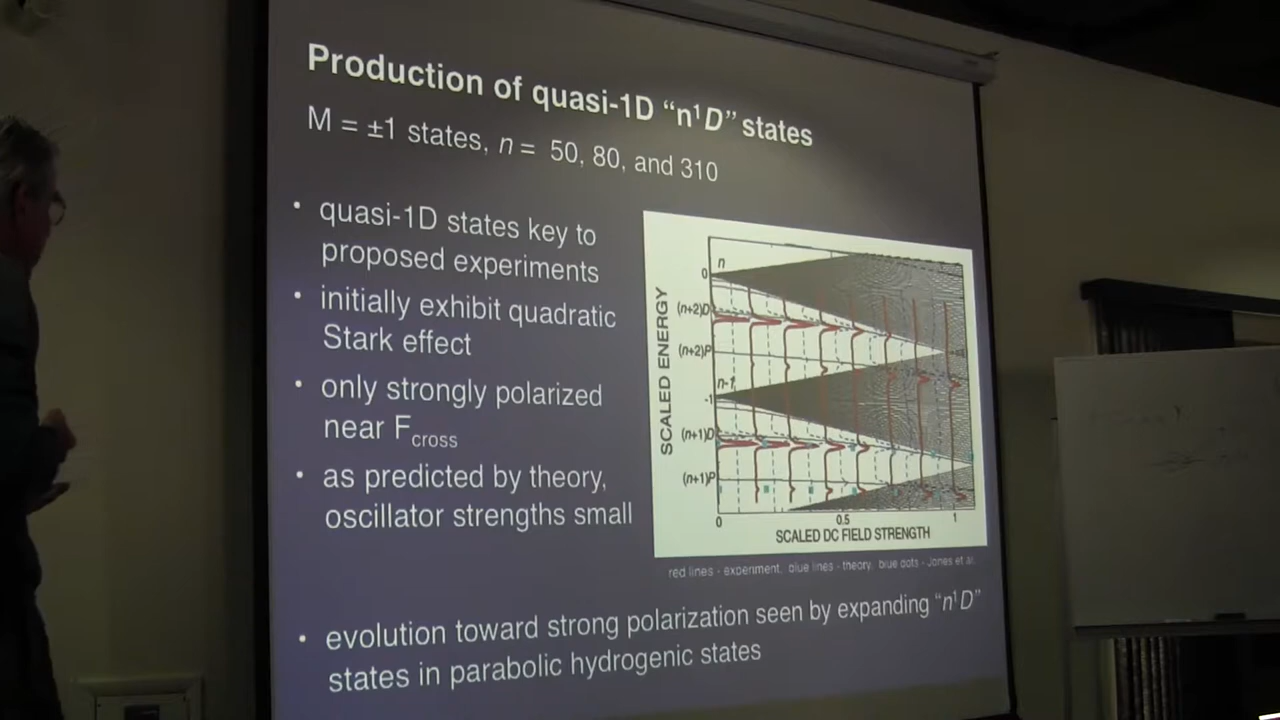 Production of quasi-1D “n¹D” states
M = ±1 states, n = 50, 80, and 310
• quasi-1D states key to
proposed experiments
• initially exhibit quadratic
Stark effect
• only strongly polarized
near Fcross
• as predicted by theory,
oscillator strengths small
SCALED ENERGY
n
0
(n+2)D
(n+2)P
n-1
-1
(n+1)D
(n+1)P
0
0.5
1
SCALED DC FIELD STRENGTH
red lines - experiment, blue lines - theory, blue dots - Jones et al.
• evolution toward strong polarization seen by expanding “n¹D”
states in parabolic hydrogenic states